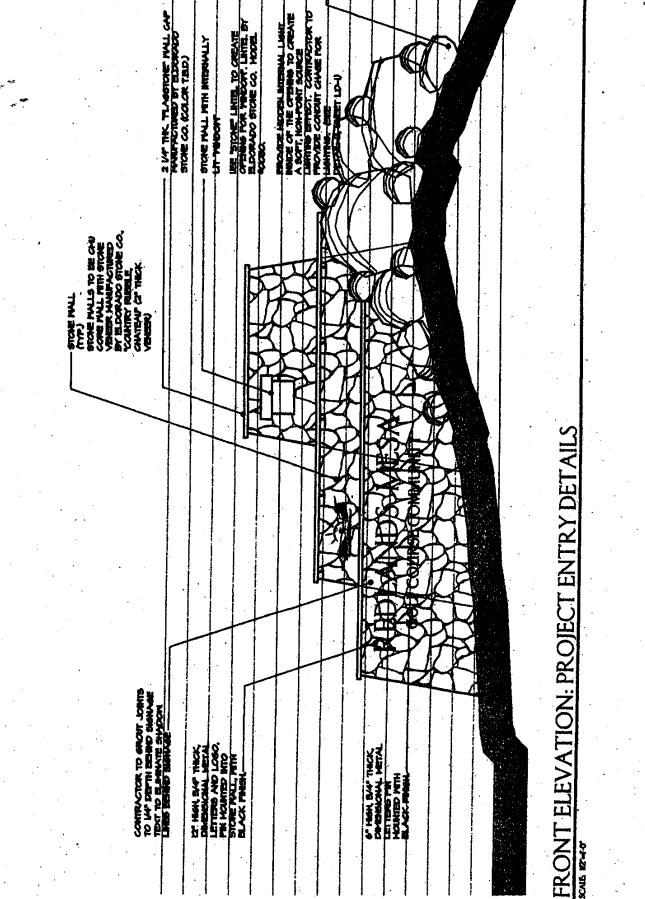 STONE WALL
(TYP.)
STONE WALLS TO BE CMU
CORE WALL WITH STONE
VENEER MANUFACTURED
BY ELDORADO STONE CO.,
"COUNTRY RUBBLE,
CHATEAU" (2" THICK
VENEER)
2 1/4" THK. "FLAGSTONE" WALL CAP
MANUFACTURED BY ELDORADO
STONE CO. (COLOR T.B.D.)
STONE WALL WITH INTERNALLY
LIT "WINDOW"
USE "STONE" LINTEL TO CREATE
OPENING FOR "WINDOW". LINTEL BY
ELDORADO STONE CO. MODEL
PROVIDE HIDDEN INTERNAL LIGHT
INSIDE OF THE OPENING TO CREATE
A SOFT, NON-POINT SOURCE
LIGHTING EFFECT. CONTRACTOR TO
PROVIDE CONDUIT CHASE FOR
LIGHTING. (SEE
SHEET LD-1)
CONTRACTOR TO GROUT JOINTS
TO 1/4" DEPTH BEHIND SIGNAGE
TEXT TO ELIMINATE SHADOW
LINES BEHIND SIGNAGE
12" HIGH, 3/4" THICK,
DIMENSIONAL METAL
LETTERS AND LOGO,
PIN MOUNTED INTO
STONE WALL, WITH
BLACK FINISH.
6" HIGH, 3/4" THICK,
DIMENSIONAL METAL
LETTERS PIN
MOUNTED WITH
BLACK FINISH.
REDLANDS MESA
GOLF COURSE COMMUNITY
FRONT ELEVATION: PROJECT ENTRY DETAILS
SCALE: 1/2"=1'-0"